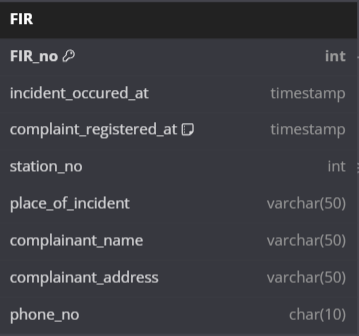 FIR
FIR_no int
incident_occured_at timestamp
complaint_registered_at timestamp
station_no int
place_of_incident varchar(50)
complainant_name varchar(50)
complainant_address varchar(50)
phone_no char(10)